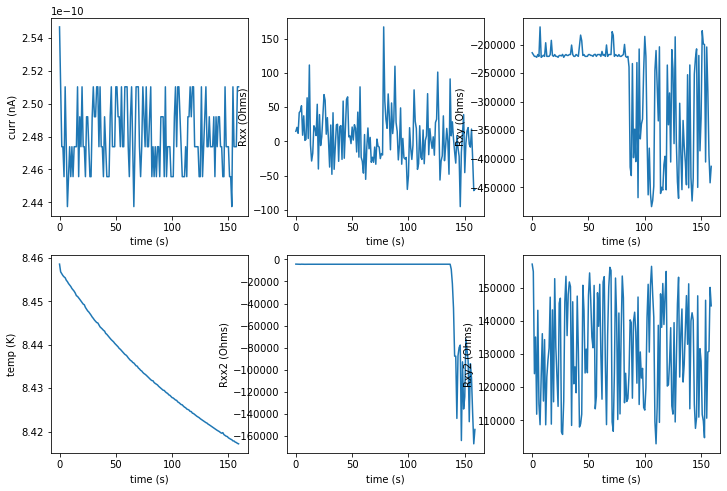 1e−10
2.54
2.52
2.50
2.48
2.46
2.44
curr (nA)
0 50 100 150
time (s)
150
100
50
0
−50
−100
Rxx (Ohms)
0 50 100 150
time (s)
−200000
−250000
−300000
−350000
−400000
−450000
Rxy (Ohms)
0 50 100 150
time (s)
8.46
8.45
8.44
8.43
8.42
temp (K)
0 50 100 150
time (s)
0
−20000
−40000
−60000
−80000
−100000
−120000
−140000
−160000
Rxx2 (Ohms)
0 50 100 150
time (s)
150000
140000
130000
120000
110000
Rxy2 (Ohms)
0 50 100 150
time (s)